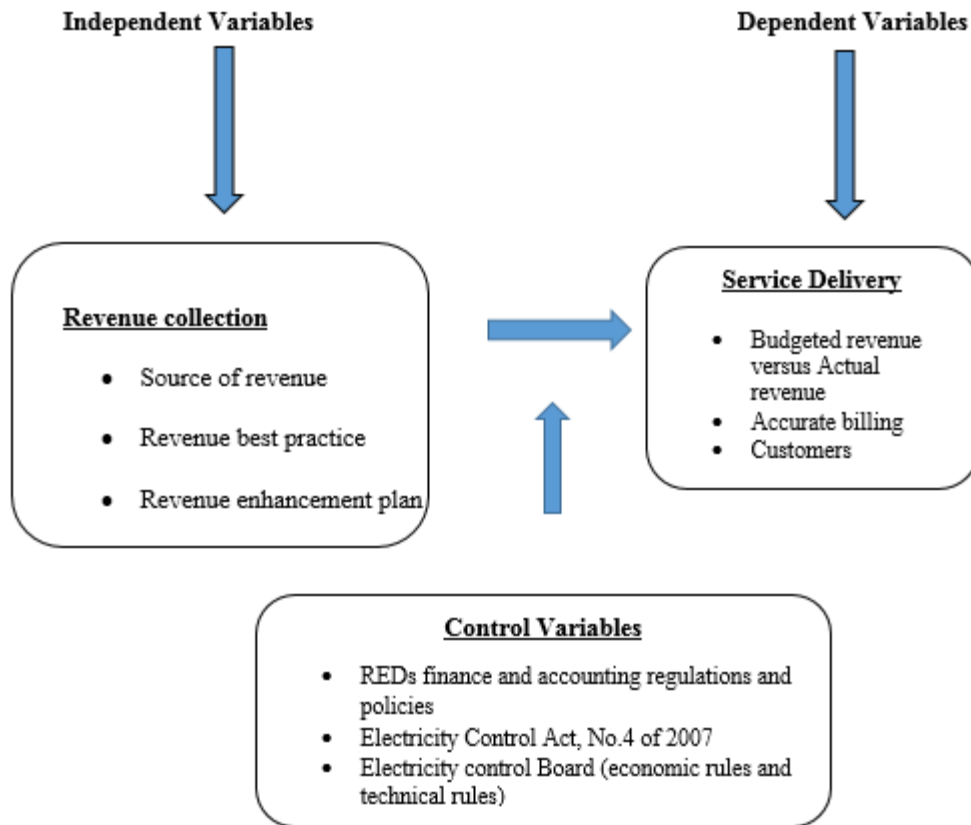 Independent Variables
Dependent Variables
Revenue collection
• Source of revenue
• Revenue best practice
• Revenue enhancement plan
Service Delivery
• Budgeted revenue
versus Actual
revenue
• Accurate billing
• Customers
Control Variables
• REDs finance and accounting regulations and
policies
• Electricity Control Act, No.4 of 2007
• Electricity control Board (economic rules and
technical rules)